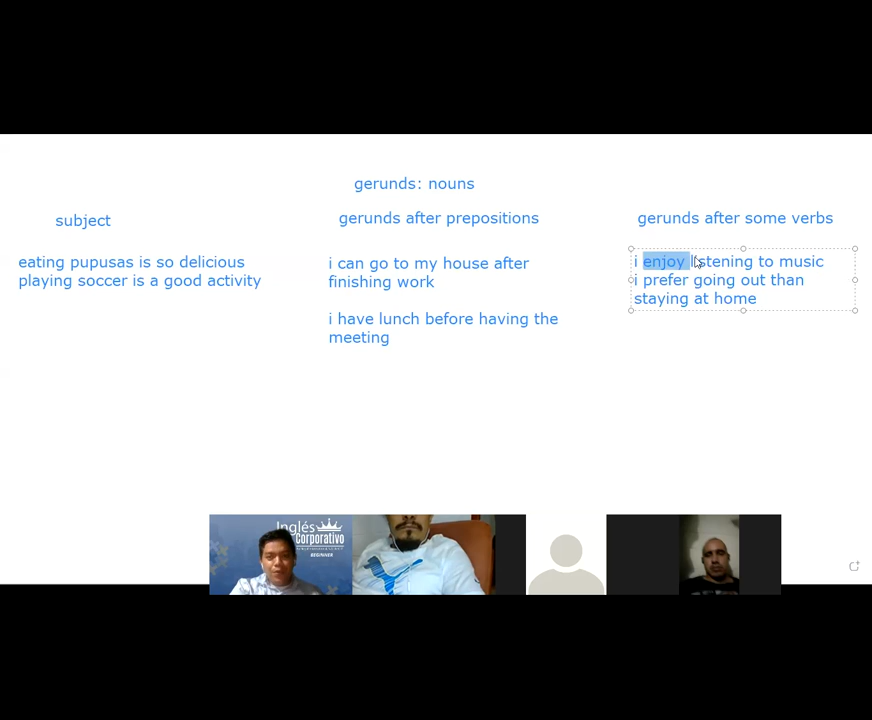 gerunds: nouns
subject
gerunds after prepositions
gerunds after some verbs
eating pupusas is so delicious
playing soccer is a good activity
i can go to my house after
finishing work
i have lunch before having the
meeting
i enjoy listening to music
i prefer going out than
staying at home
Inglés
Corporativo
BEGINNER